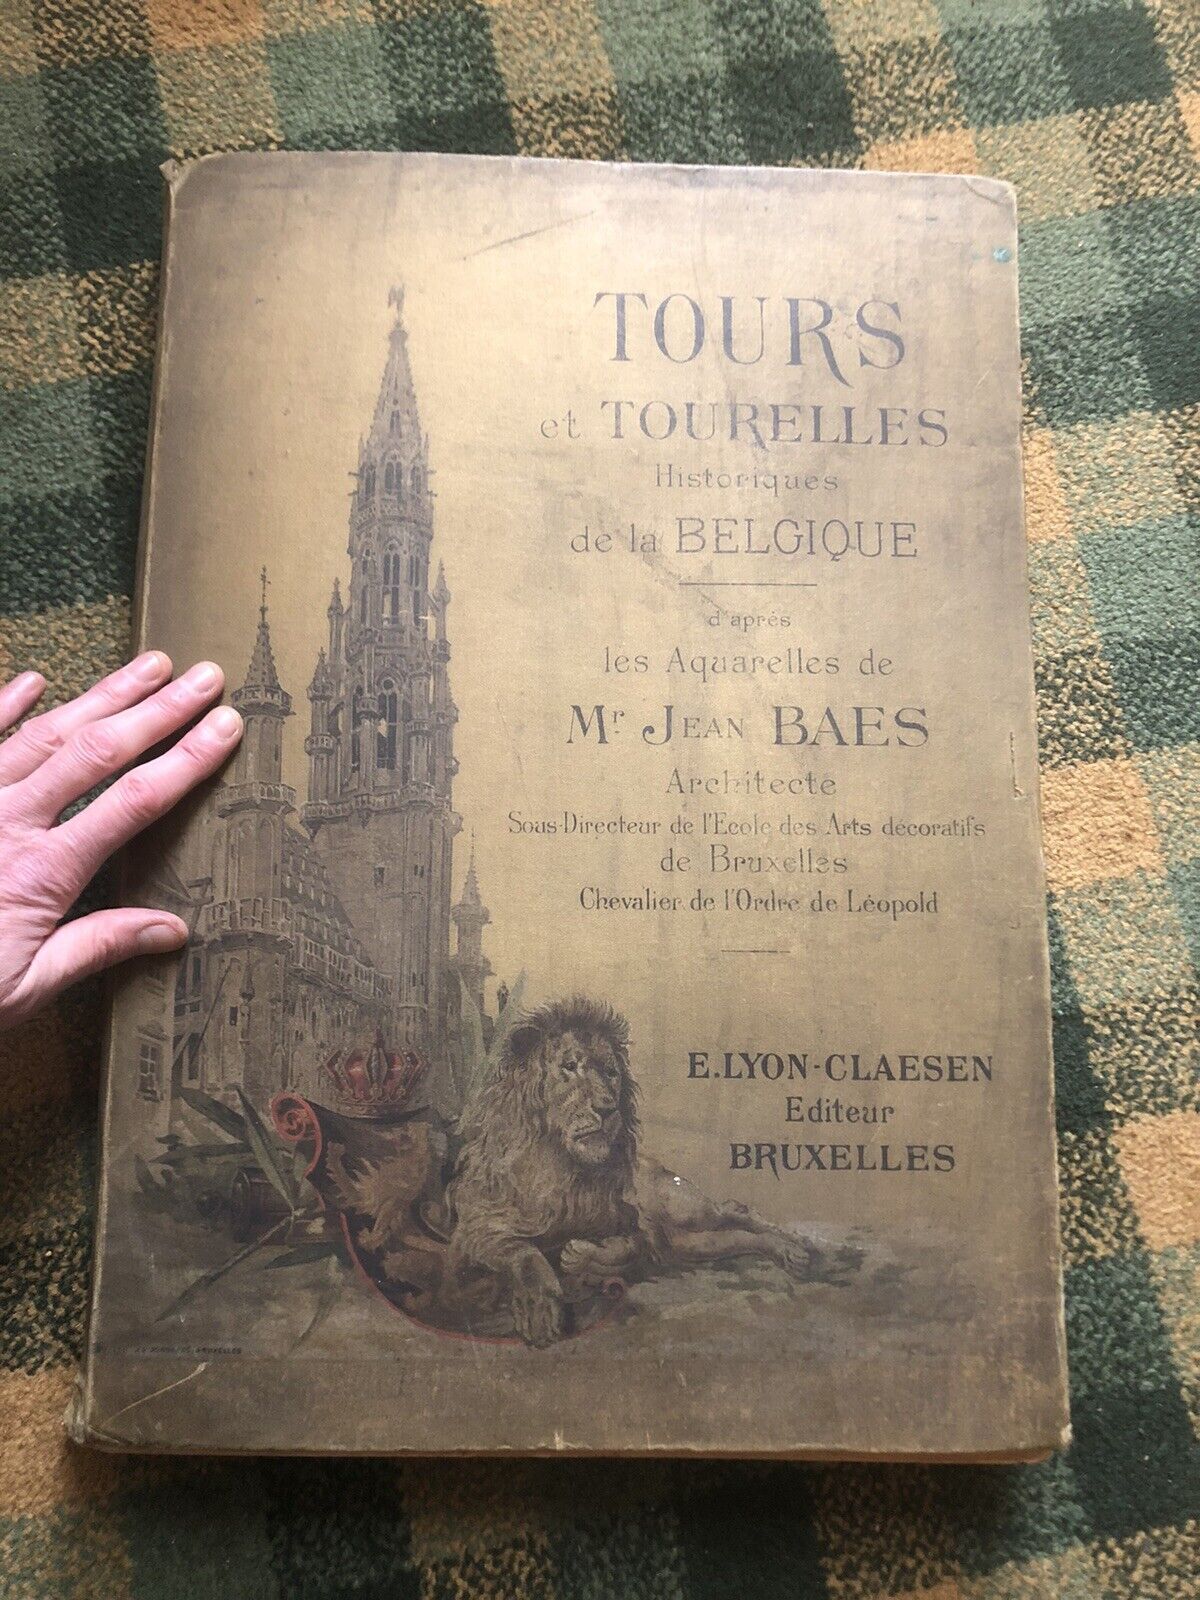 TOURS
et TOURELLES
Historiques
de la BELGIQUE
d'après
les Aquarelles de
Mr JEAN BAES
Architecte
Sous-Directeur de l'Ecole des Arts décoratifs
de Bruxelles
Chevalier de l'Ordre de Léopold
E. LYON-CLAESEN
Editeur
BRUXELLES
BRUXELLES